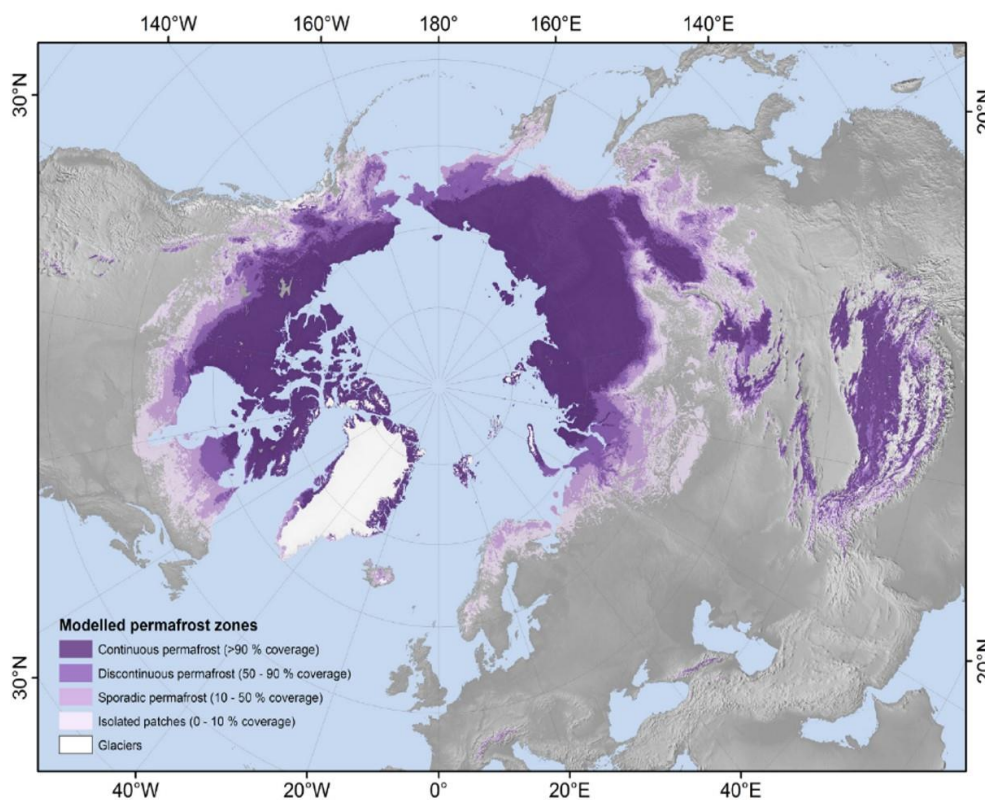 140°W 160°W 180° 160°E 140°E
30°N
20°N
Modelled permafrost zones
Continuous permafrost (>90 % coverage)
Discontinuous permafrost (50 - 90 % coverage)
Sporadic permafrost (10 - 50 % coverage)
Isolated patches (0 - 10 % coverage)
Glaciers
30°N
20°N
40°W 20°W 0° 20°E 40°E